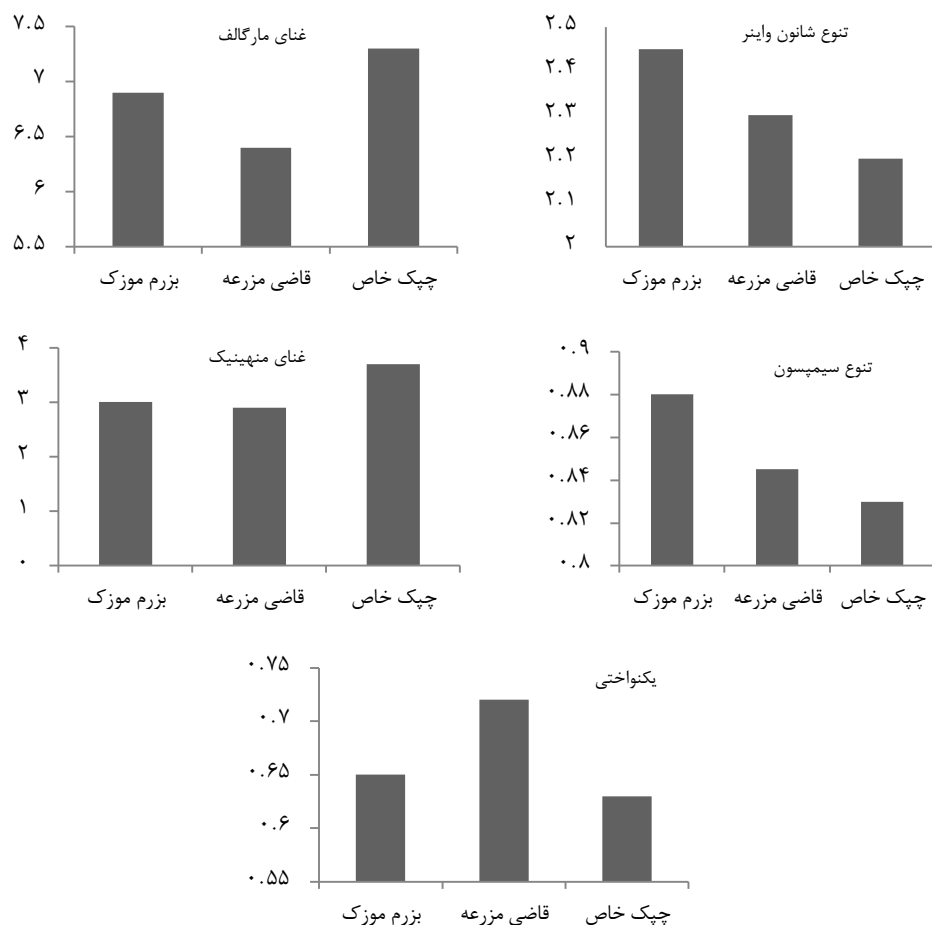 غنای مارگالف
۷.۵
۷
۶.۵
۶
۵.۵
بزرم موزک
قاضی مزرعه
چپک خاص
تنوع شانون واینر
۲.۵
۲.۴
۲.۳
۲.۲
۲.۱
۲
بزرم موزک
قاضی مزرعه
چپک خاص
غنای منهینیک
۴
۳
۲
۱
۰
بزرم موزک
قاضی مزرعه
چپک خاص
تنوع سیمپسون
۰.۹
۰.۸۸
۰.۸۶
۰.۸۴
۰.۸۲
۰.۸
بزرم موزک
قاضی مزرعه
چپک خاص
یکنواختی
۰.۷۵
۰.۷
۰.۶۵
۰.۶
۰.۵۵
بزرم موزک
قاضی مزرعه
چپک خاص